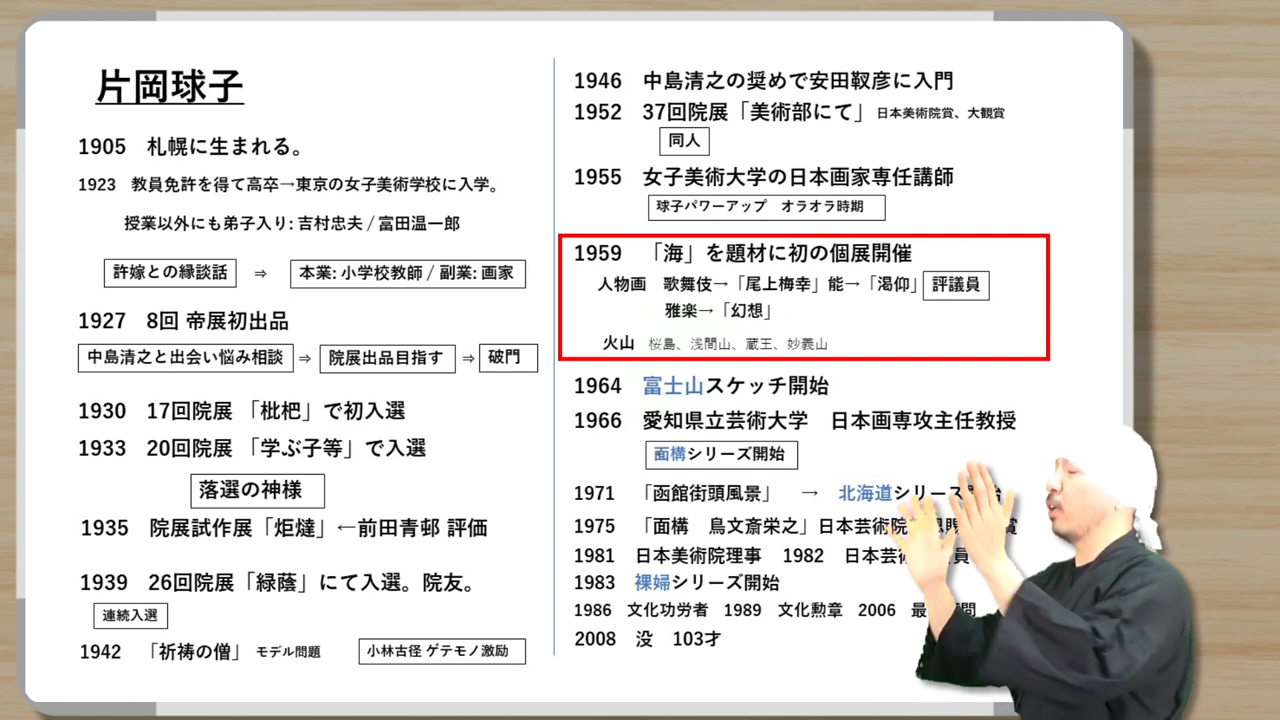 片岡球子
1905 札幌に生まれる。
1923 教員免許を得て高卒→東京の女子美術学校に入学。
授業以外にも弟子入り: 吉村忠夫 / 富田温一郎
許嫁との縁談話 ⇒ 本業: 小学校教師 / 副業: 画家
1927 8回 帝展初出品
中島清之と出会い悩み相談 ⇒ 院展出品目指す ⇒ 破門
1930 17回院展 「枇杷」で初入選
1933 20回院展 「学ぶ子等」で入選
落選の神様
1935 院展試作展「炬燵」←前田青邨 評価
1939 26回院展「緑蔭」にて入選。院友。
連続入選
1942 「祈祷の僧」 モデル問題 小林古径 ゲテモノ激励
1946 中島清之の奨めで安田靫彦に入門
1952 37回院展「美術部にて」 日本美術院賞、大観賞
同人
1955 女子美術大学の日本画家専任講師
球子パワーアップ オラオラ時期
1959 「海」を題材に初の個展開催
人物画 歌舞伎→「尾上梅幸」能→「渇仰」 評議員
雅楽→「幻想」
火山 桜島、浅間山、蔵王、妙義山
1964 富士山スケッチ開始
1966 愛知県立芸術大学 日本画専攻主任教授
面構シリーズ開始
1971 「函館街頭風景」 → 北海道シリーズ開始
1975 「面構 鳥文斎栄之」日本芸術院 賞
1981 日本美術院理事 1982 日本芸 員
1983 裸婦シリーズ開始
1986 文化功労者 1989 文化勲章 2006 最 問
2008 没 103才